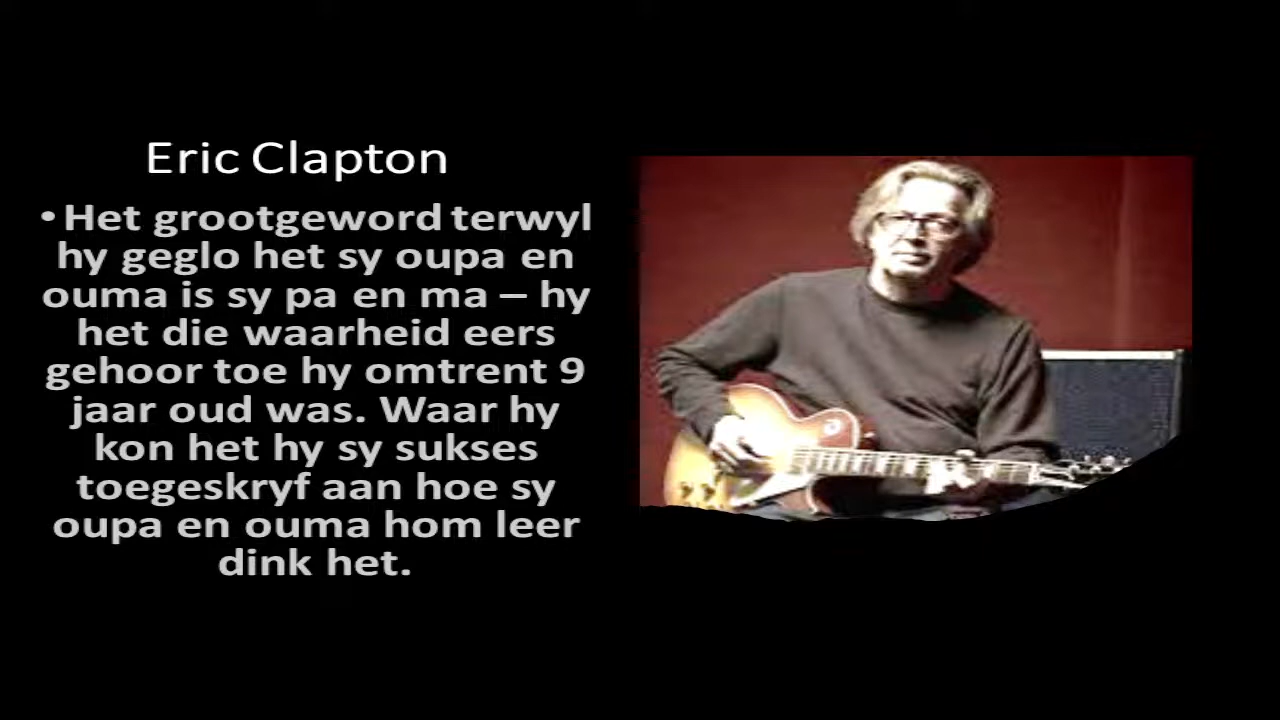 Eric Clapton
• Het grootgeword terwyl
hy geglo het sy oupa en
ouma is sy pa en ma – hy
het die waarheid eers
gehoor toe hy omtrent 9
jaar oud was. Waar hy
kon het hy sy sukses
toegeskryf aan hoe sy
oupa en ouma hom leer
dink het.